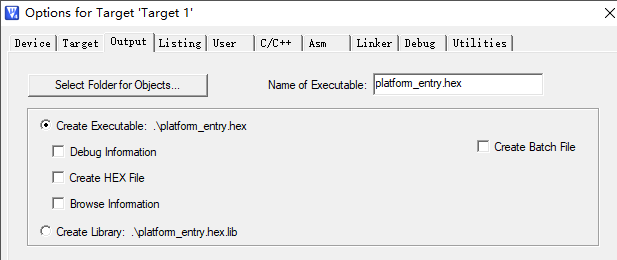 Options for Target 'Target 1'
Device Target Output Listing User C/C++ Asm Linker Debug Utilities
Select Folder for Objects... Name of Executable: platform_entry.hex
Create Executable: .\platform_entry.hex
Debug Information Create Batch File
Create HEX File
Browse Information
Create Library: .\platform_entry.hex.lib